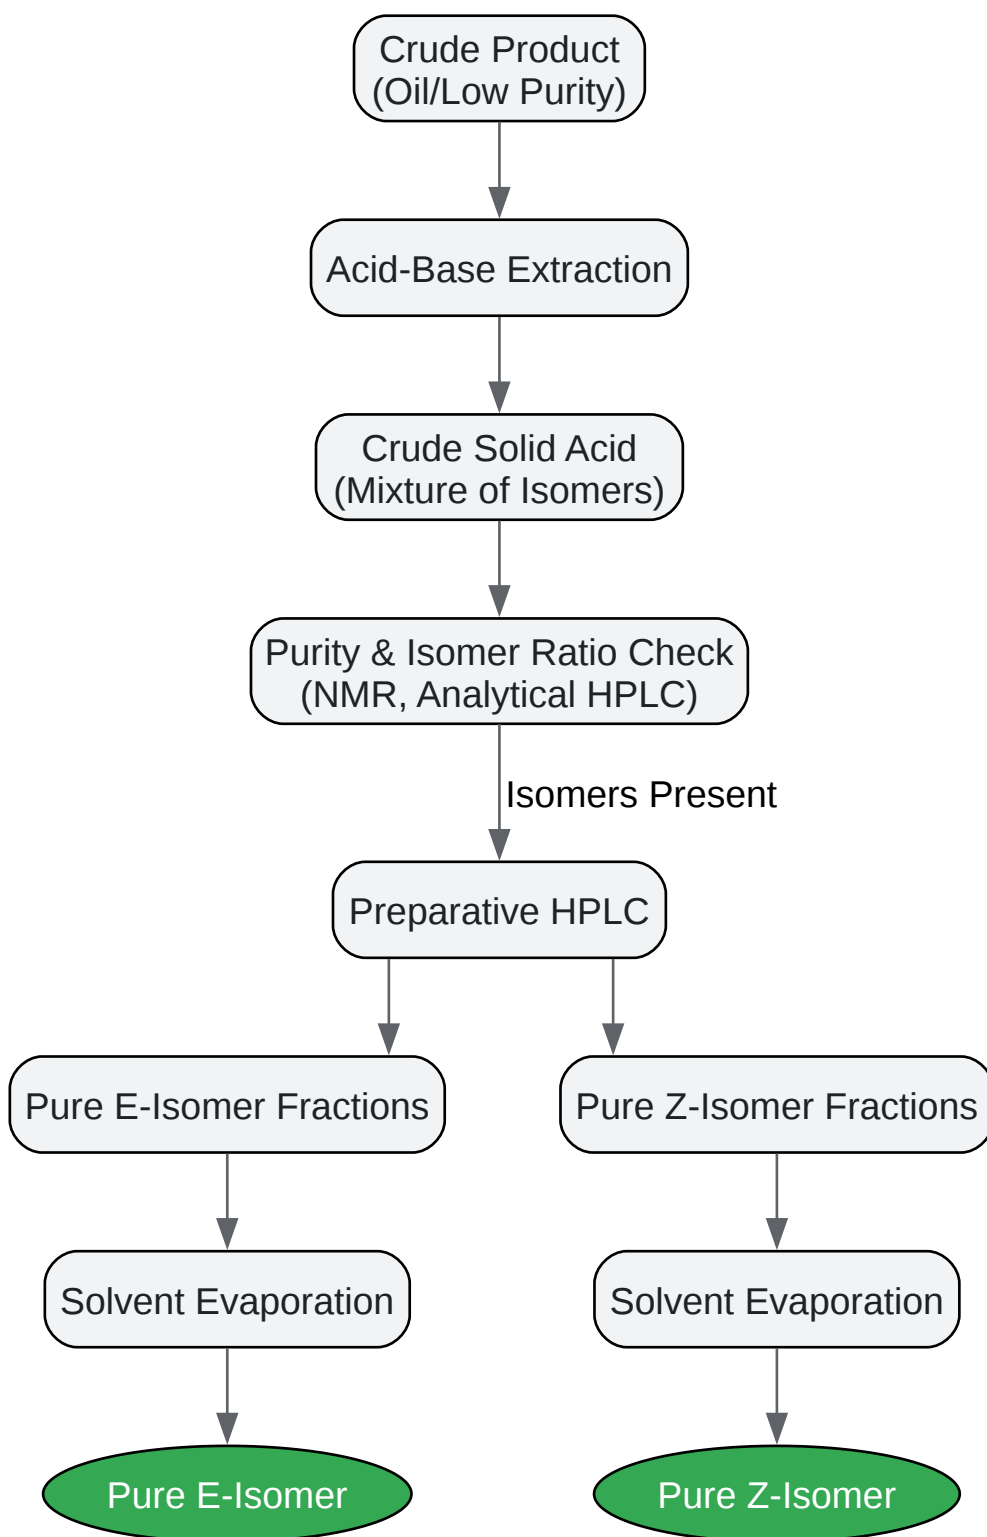 Crude Product
(Oil/Low Purity)
Acid-Base Extraction
Crude Solid Acid
(Mixture of Isomers)
Purity & Isomer Ratio Check
(NMR, Analytical HPLC)
Isomers Present
Preparative HPLC
Pure E-Isomer Fractions
Pure Z-Isomer Fractions
Solvent Evaporation
Solvent Evaporation
Pure E-Isomer
Pure Z-Isomer